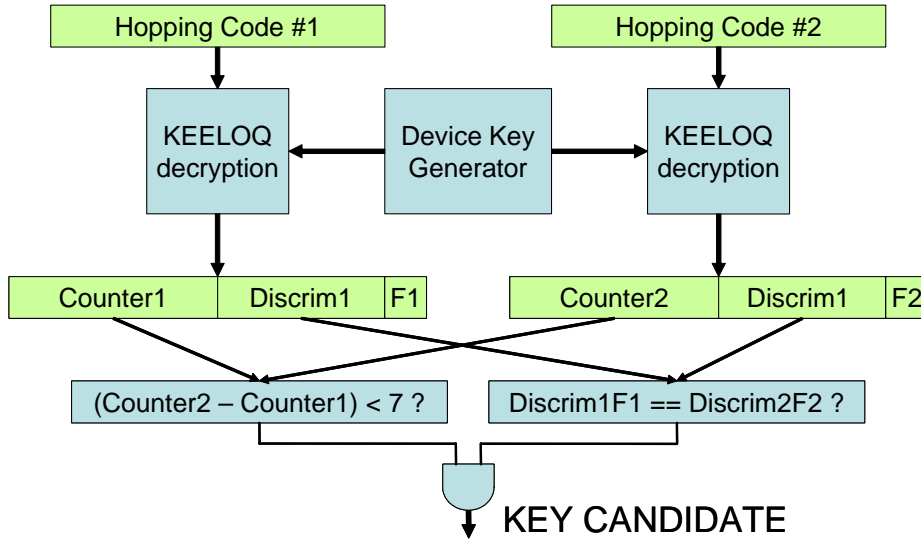 Hopping Code #1
Hopping Code #2
KEELOQ
decryption
Device Key
Generator
KEELOQ
decryption
Counter1
Discrim1
F1
Counter2
Discrim1
F2
(Counter2 – Counter1) < 7 ?
Discrim1F1 == Discrim2F2 ?
KEY CANDIDATE